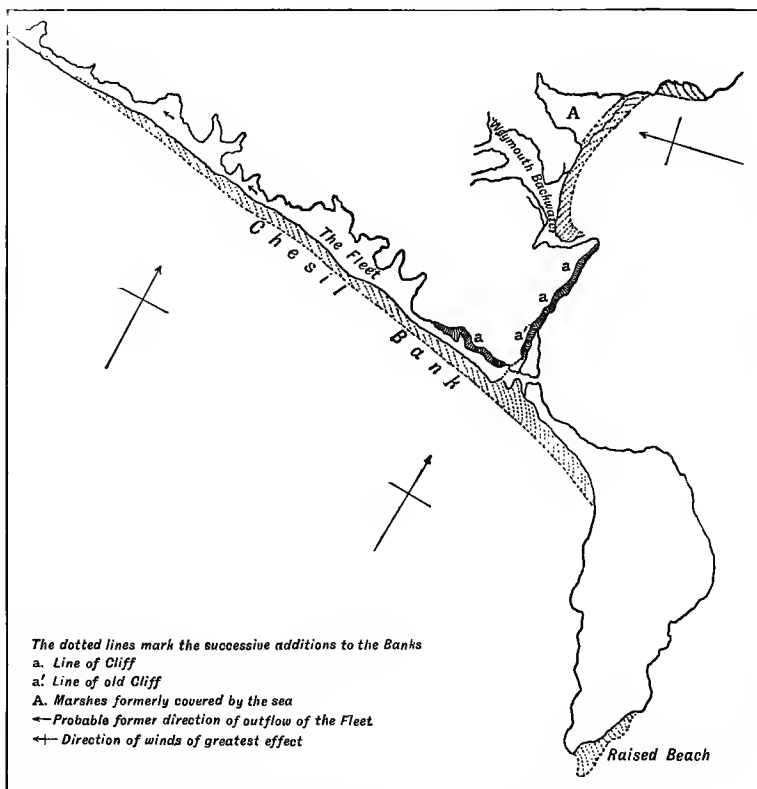 A
Weymouth Backwater
The Fleet
Chesil Bank
a
a
a'
a
The dotted lines mark the successive additions to the Banks
a. Line of Cliff
a'. Line of old Cliff
A. Marshes formerly covered by the sea
←Probable former direction of outflow of the Fleet
Direction of winds of greatest effect
Raised Beach